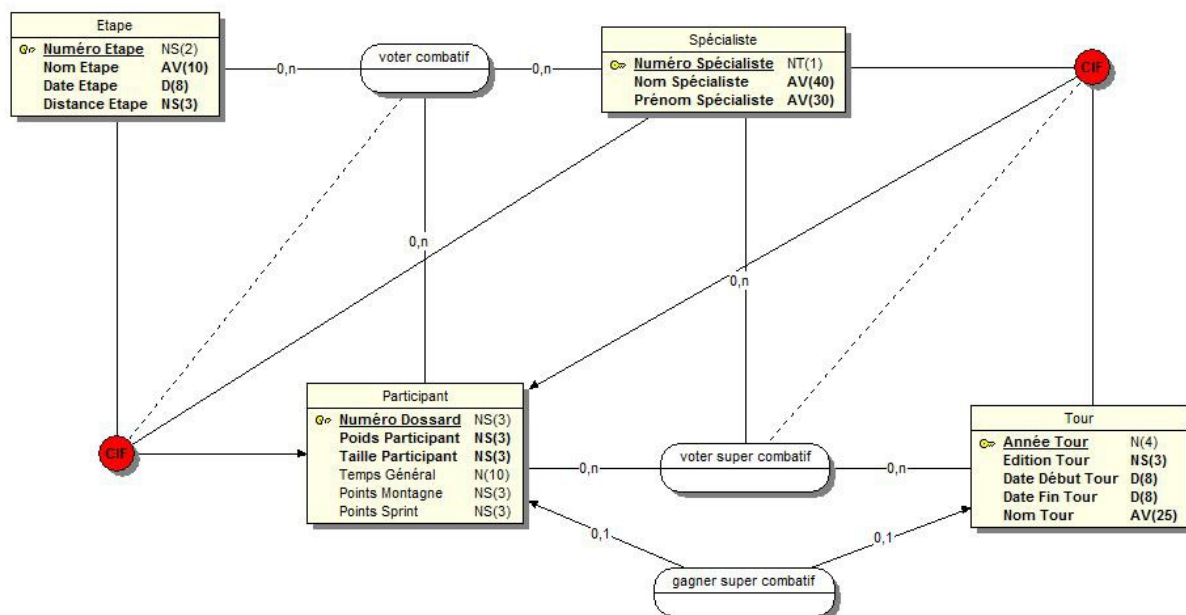 Etape
Numéro Etape NS(2)
Nom Etape AV(10)
Date Etape D(8)
Distance Etape NS(3)
0,n
voter combatif
0,n
Spécialiste
Numéro Spécialiste NT(1)
Nom Spécialiste AV(40)
Prénom Spécialiste AV(30)
CIF
0,n
0,n
CIF
Participant
Numéro Dossard NS(3)
Poids Participant NS(3)
Taille Participant NS(3)
Temps Général N(10)
Points Montagne NS(3)
Points Sprint NS(3)
0,n
voter super combatif
0,n
Tour
Année Tour N(4)
Edition Tour NS(3)
Date Début Tour D(8)
Date Fin Tour D(8)
Nom Tour AV(25)
0,1
0,1
gagner super combatif